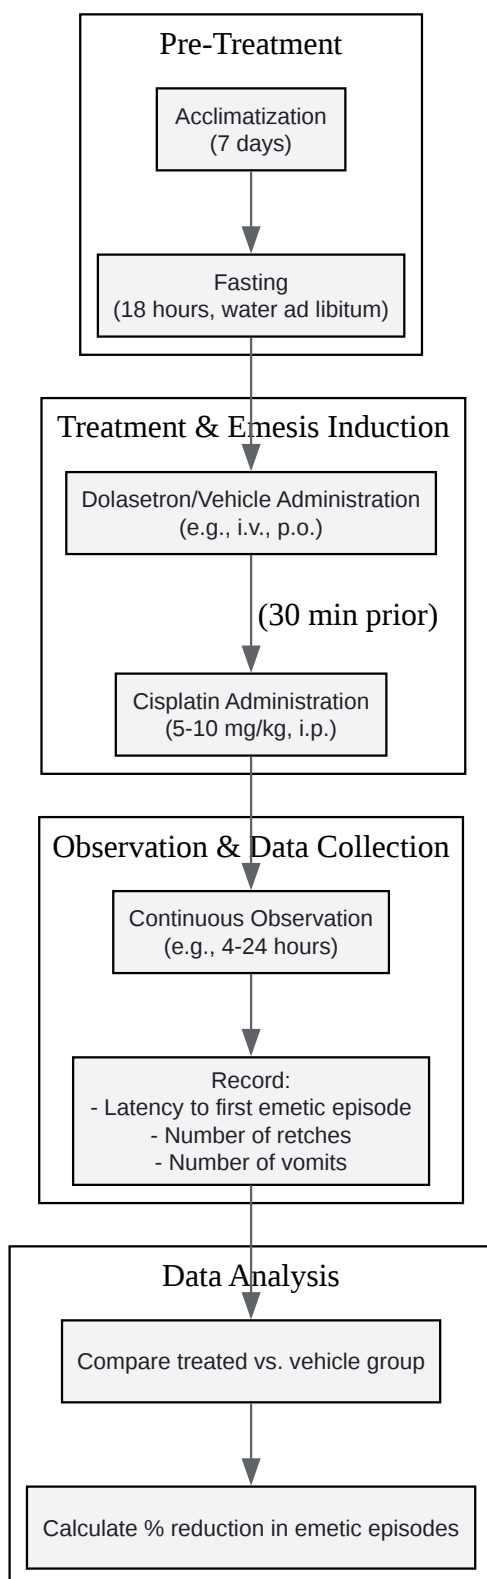 Pre-Treatment
Acclimatization
(7 days)
Fasting
(18 hours, water ad libitum)
Treatment & Emesis Induction
Dolasetron/Vehicle Administration
(e.g., i.v., p.o.)
(30 min prior)
Cisplatin Administration
(5-10 mg/kg, i.p.)
Observation & Data Collection
Continuous Observation
(e.g., 4-24 hours)
Record:
- Latency to first emetic episode
- Number of retches
- Number of vomits
Data Analysis
Compare treated vs. vehicle group
Calculate % reduction in emetic episodes